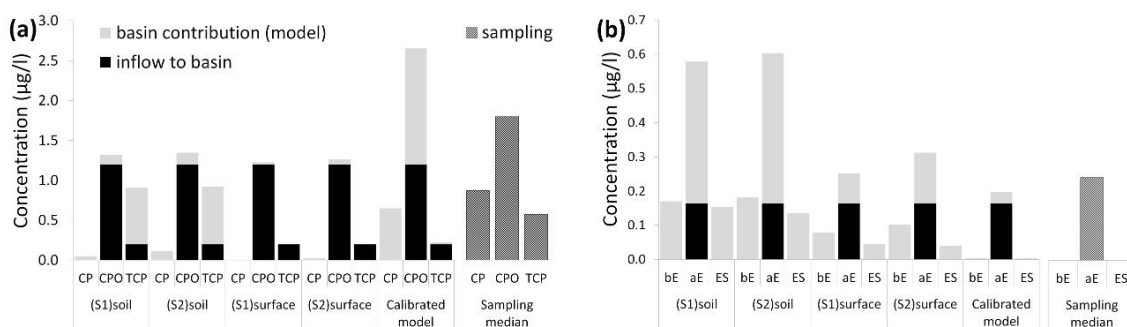 (a)
basin contribution (model)
inflow to basin
sampling
Concentration (µg/l)
3.0
2.5
2.0
1.5
1.0
0.5
0.0
CP CPO TCP CP CPO TCP CP CPO TCP CP CPO TCP CP CPO TCP CP CPO TCP
(S1)soil (S2)soil (S1)surface (S2)surface Calibrated model Sampling median
(b)
Concentration (µg/l)
0.7
0.6
0.5
0.4
0.3
0.2
0.1
0.0
bE aE ES bE aE ES bE aE ES bE aE ES bE aE ES bE aE ES
(S1)soil (S2)soil (S1)surface (S2)surface Calibrated model Sampling median